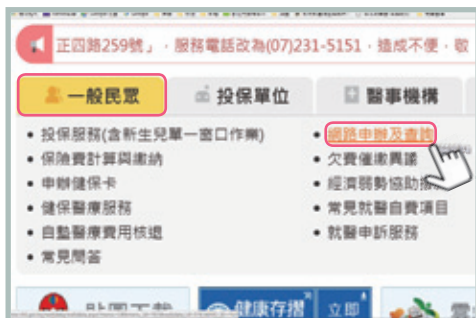 正四路259號」，服務電話改為(07)231-5151，造成不便，敬
一般民眾
投保單位
醫事機構
• 投保服務(含新生兒單一窗口作業)
• 保險費計算與繳納
• 申辦健保卡
• 健保醫療服務
• 自墊醫療費用核退
• 常見問答
• 網路申辦及查詢
• 欠費催繳異議
• 經濟弱勢協助
• 常見就醫自費項目
• 就醫申訴服務
貼圖下載
健康存摺
立即